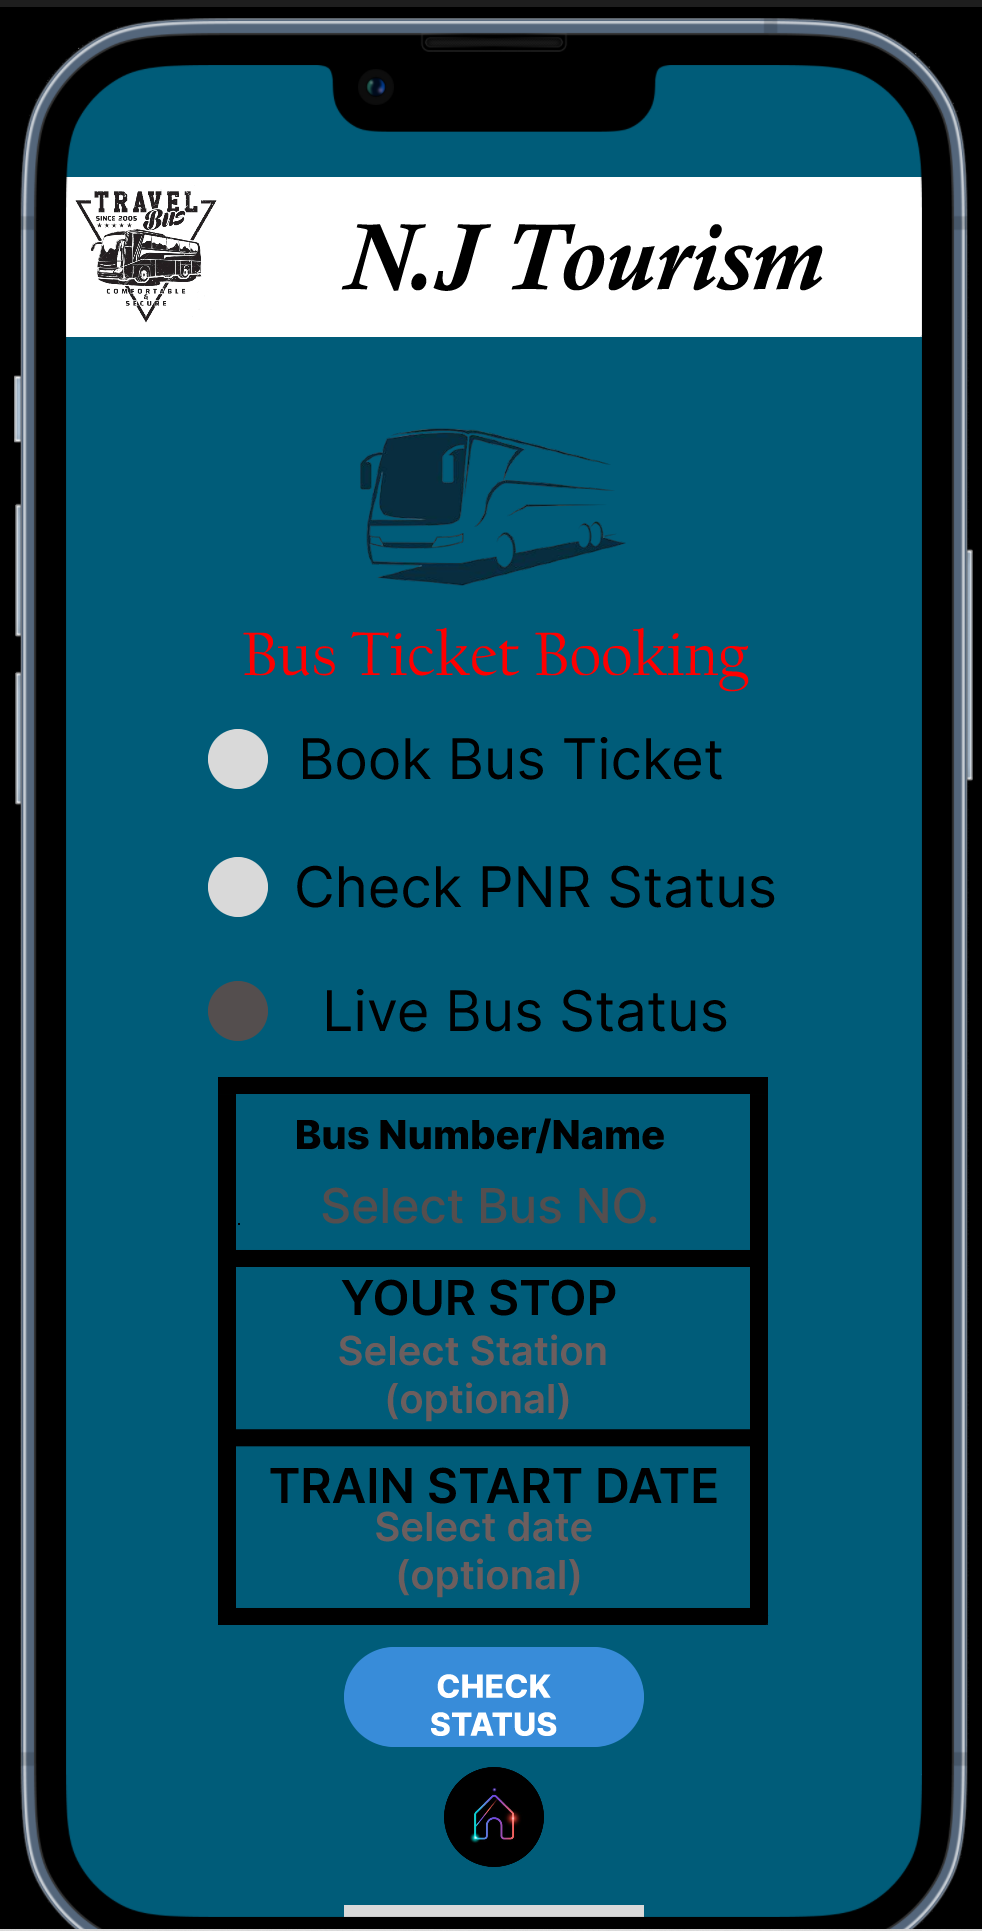 TRAVEL
Bus
SINCE 2005
COMFORTABLE
&
SECURE
N.J Tourism
Bus Ticket Booking
Book Bus Ticket
Check PNR Status
Live Bus Status
Bus Number/Name
Select Bus NO.
.
YOUR STOP
Select Station
(optional)
TRAIN START DATE
Select date
(optional)
CHECK
STATUS